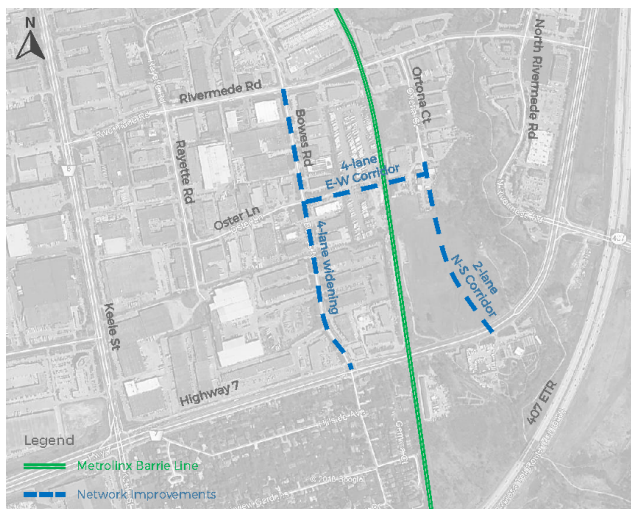 N
Rivermede Rd
Bowes Rd
Ortona Ct
North Rivermede Rd
Rayette Rd
4-lane
E-W Corridor
Oster Ln
4-lane widening
2-lane
N-S Corridor
Keele St
Highway 7
407 ETR
Legend
Metrolinx Barrie Line
Network Improvements